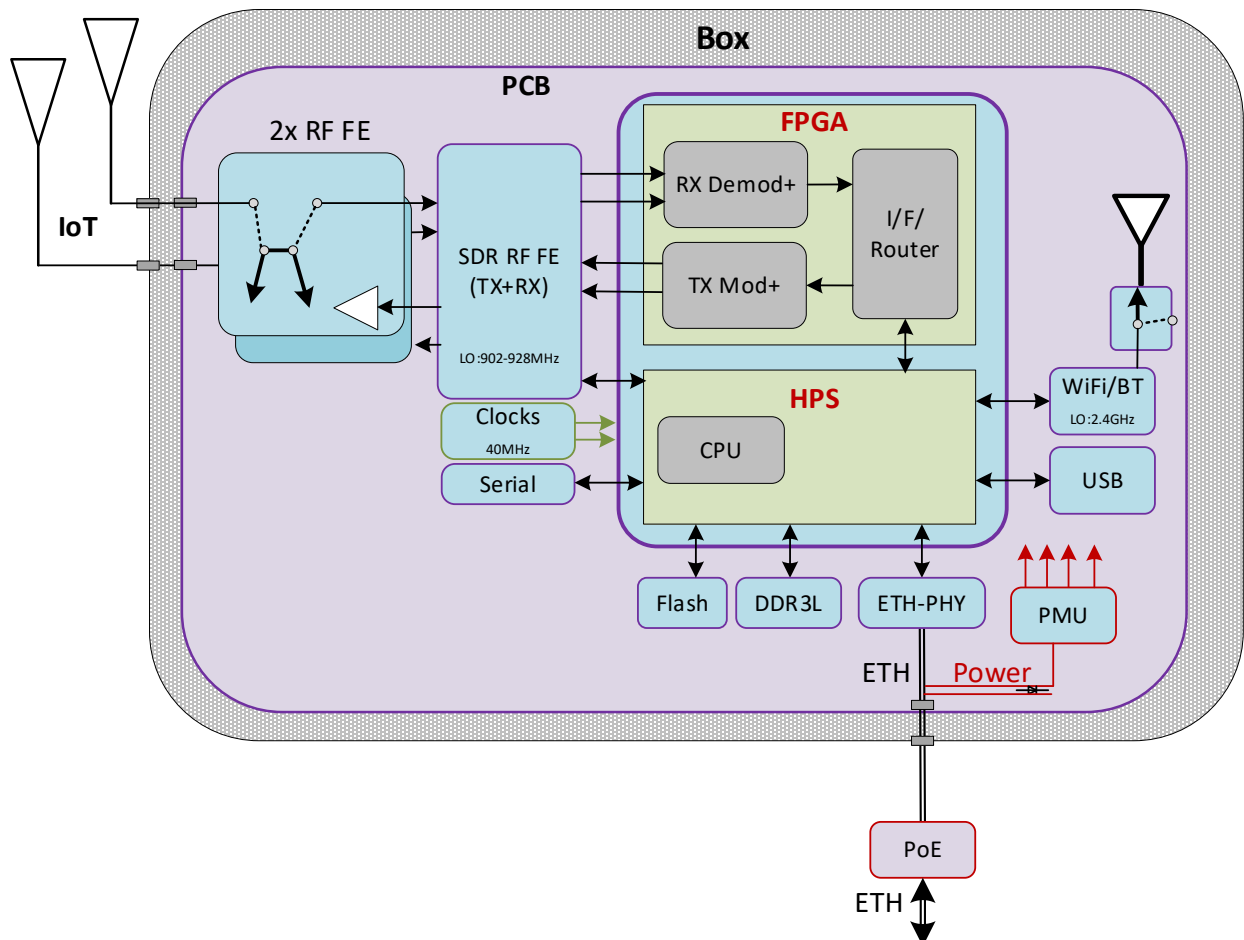 Box
PCB
2x RF FE
IoT
SDR RF FE
(TX+RX)
LO:902-928MHz
FPGA
RX Demod+
TX Mod+
I/F/
Router
HPS
CPU
Clocks
40MHz
Serial
WiFi/BT
LO:2.4GHz
USB
Flash
DDR3L
ETH-PHY
PMU
ETH
Power
PoE
ETH